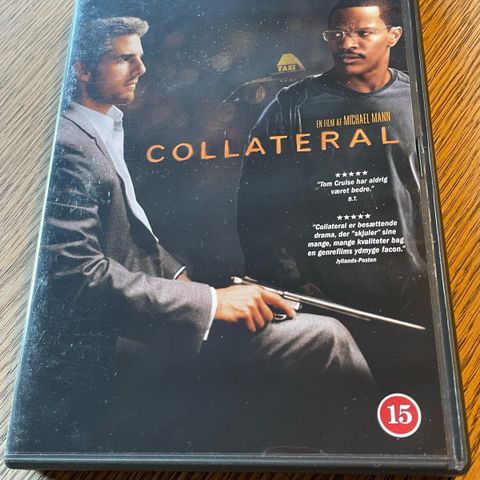 TAXI
EN FILM AF MICHAEL MANN
COLLATERAL
★★★★★
"Tom Cruise har aldrig
været bedre."
B.T.
★★★★★
"Collateral er besættende
drama, der "skjuler" sine
mange, mange kvaliteter bag
en genrefilms ydmyge facon."
Jyllands-Posten
15